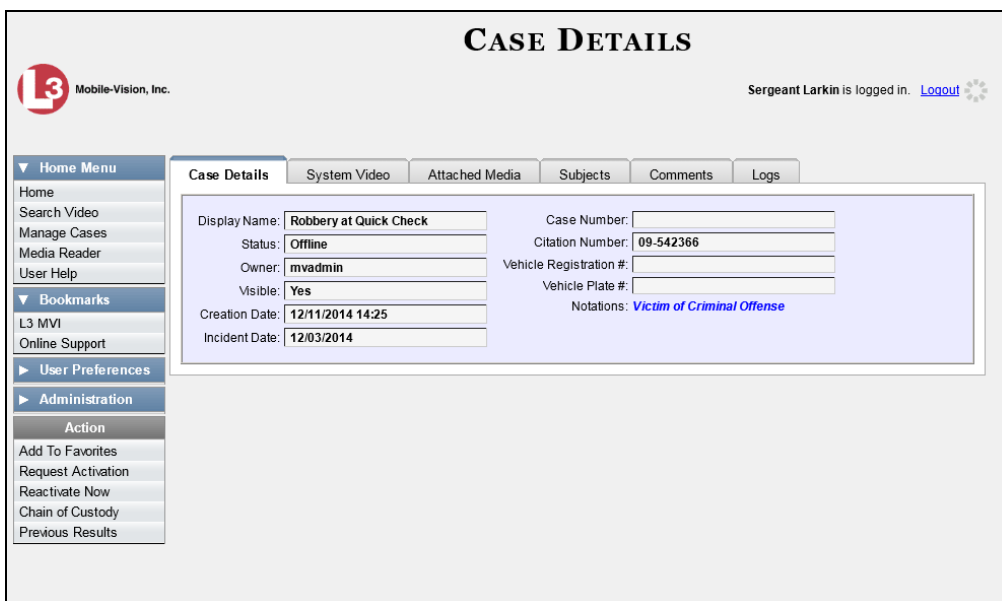 CASE DETAILS
L3 Mobile-Vision, Inc.
Sergeant Larkin is logged in. Logout
▼ Home Menu
Home
Search Video
Manage Cases
Media Reader
User Help
▼ Bookmarks
L3 MVI
Online Support
▶ User Preferences
▶ Administration
Action
Add To Favorites
Request Activation
Reactivate Now
Chain of Custody
Previous Results
Case Details System Video Attached Media Subjects Comments Logs
Display Name: Robbery at Quick Check
Status: Offline
Owner: mvadmin
Visible: Yes
Creation Date: 12/11/2014 14:25
Incident Date: 12/03/2014
Case Number:
Citation Number: 09-542366
Vehicle Registration #:
Vehicle Plate #:
Notations: Victim of Criminal Offense